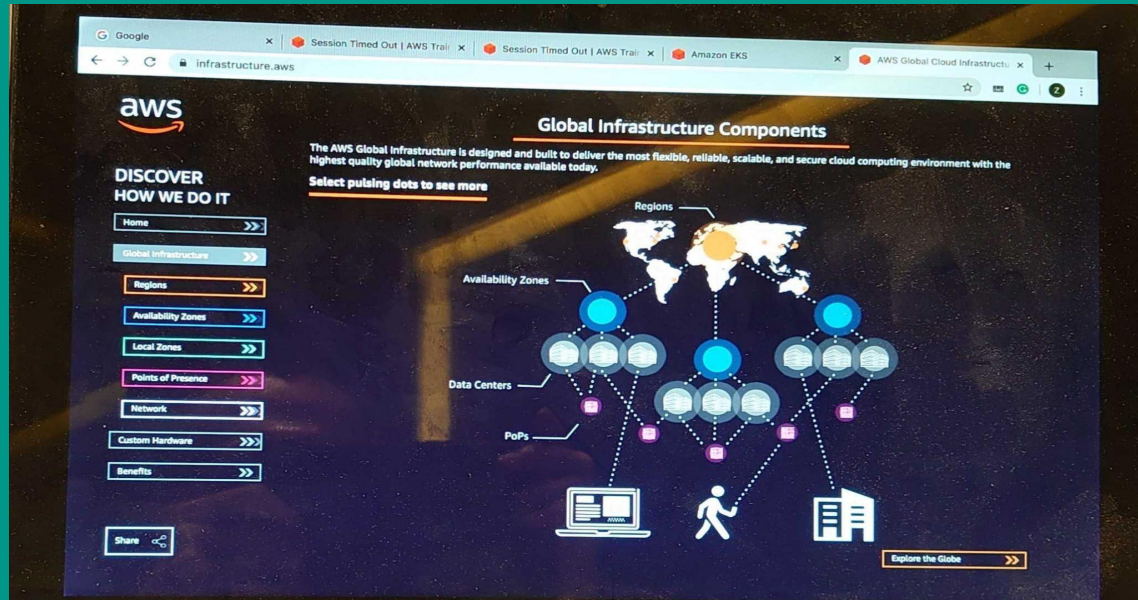 Google
Session Timed Out | AWS Train
Session Timed Out | AWS Train
Amazon EKS
AWS Global Cloud Infrastructu
infrastructure.aws
Z
aws
Global Infrastructure Components
The AWS Global Infrastructure is designed and built to deliver the most flexible, reliable, scalable, and secure cloud computing environment with the
highest quality global network performance available today.
Select pulsing dots to see more
DISCOVER
HOW WE DO IT
Home
Global Infrastructure
Regions
Availability Zones
Local Zones
Points of Presence
Network
Custom Hardware
Benefits
Share
Regions
Availability Zones
Data Centers
PoPs
Explore the Globe